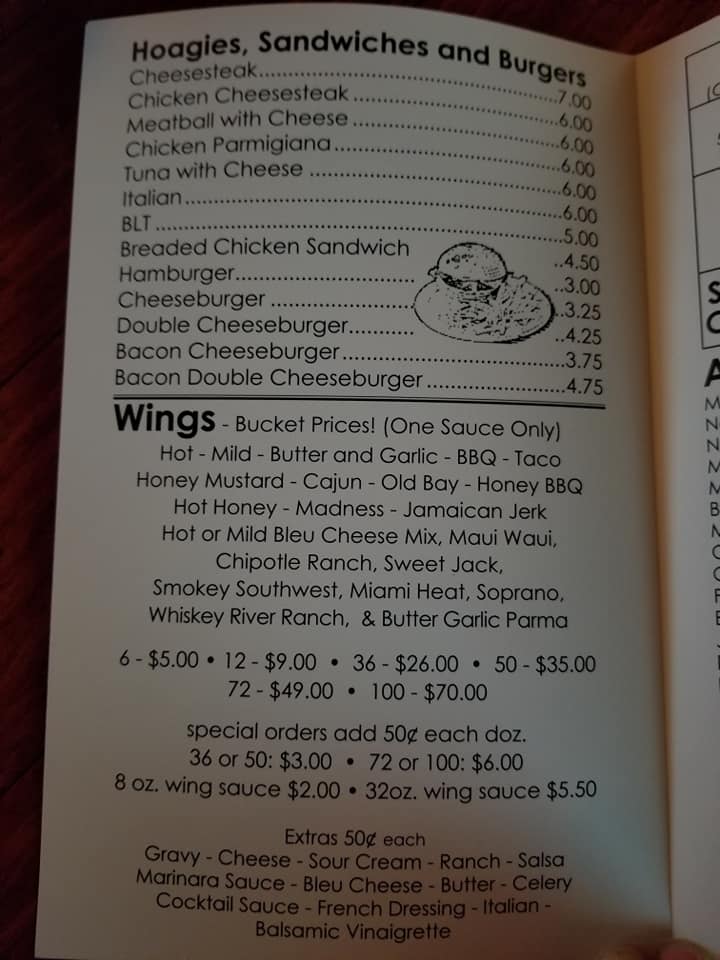 Hoagies, Sandwiches and Burgers
Cheesesteak..........................................7.00
Chicken Cheesesteak..............................6.00
Meatball with Cheese..............................6.00
Chicken Parmigiana................................6.00
Tuna with Cheese...................................6.00
Italian......................................................6.00
BLT...........................................................5.00
Breaded Chicken Sandwich ..4.50
Hamburger............................ ..3.00
Cheeseburger ...................... ..3.25
Double Cheeseburger.......... ..4.25
Bacon Cheeseburger..................................3.75
Bacon Double Cheeseburger.....................4.75
Wings - Bucket Prices! (One Sauce Only)
Hot - Mild - Butter and Garlic - BBQ - Taco
Honey Mustard - Cajun - Old Bay - Honey BBQ
Hot Honey - Madness - Jamaican Jerk
Hot or Mild Bleu Cheese Mix, Maui Waui,
Chipotle Ranch, Sweet Jack,
Smokey Southwest, Miami Heat, Soprano,
Whiskey River Ranch, & Butter Garlic Parma
6 - $5.00 • 12 - $9.00 • 36 - $26.00 • 50 - $35.00
72 - $49.00 • 100 - $70.00
special orders add 50¢ each doz.
36 or 50: $3.00 • 72 or 100: $6.00
8 oz. wing sauce $2.00 • 32oz. wing sauce $5.50
Extras 50¢ each
Gravy - Cheese - Sour Cream - Ranch - Salsa
Marinara Sauce - Bleu Cheese - Butter - Celery
Cocktail Sauce - French Dressing - Italian -
Balsamic Vinaigrette